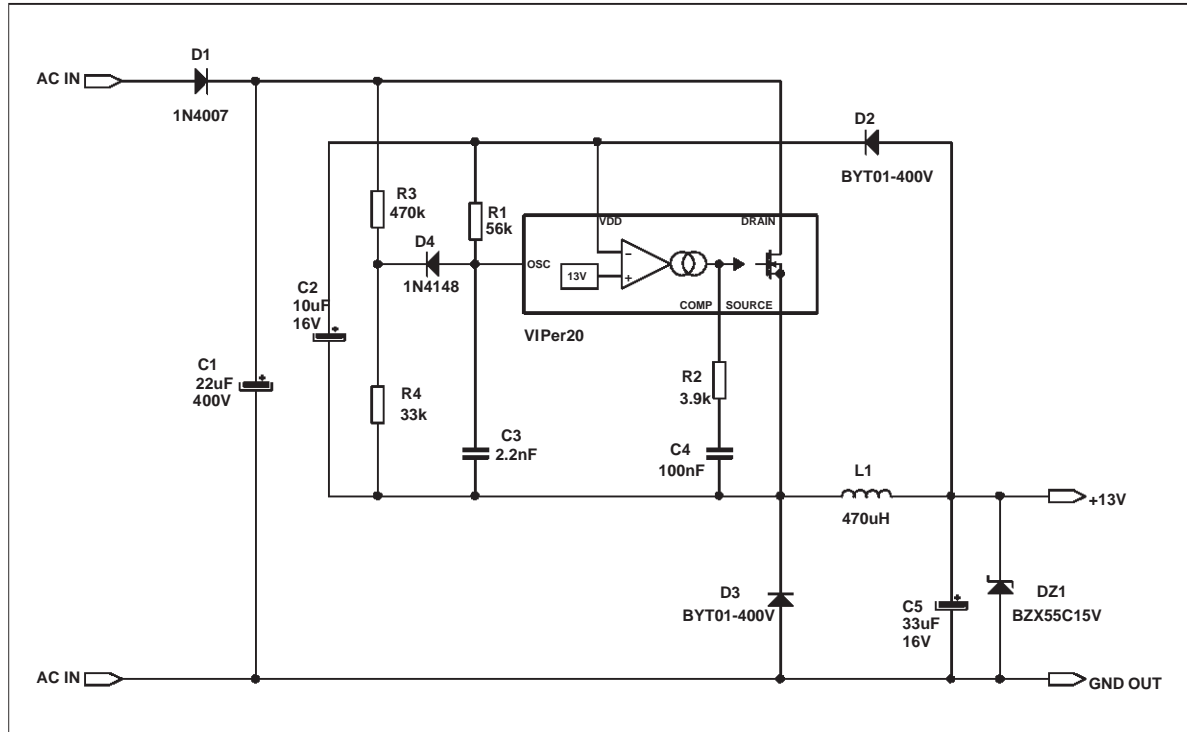 D1
AC IN
1N4007
D2
BYT01-400V
R3
470k
R1
56k
VDD
DRAIN
D4
1N4148
OSC
13V
−
+
COMP
SOURCE
VIPer20
C2
10uF
16V
+
C1
22uF
400V
+
R4
33k
R2
3.9k
C3
2.2nF
C4
100nF
L1
470uH
+13V
D3
BYT01-400V
C5
33uF
16V
+
DZ1
BZX55C15V
AC IN
GND OUT